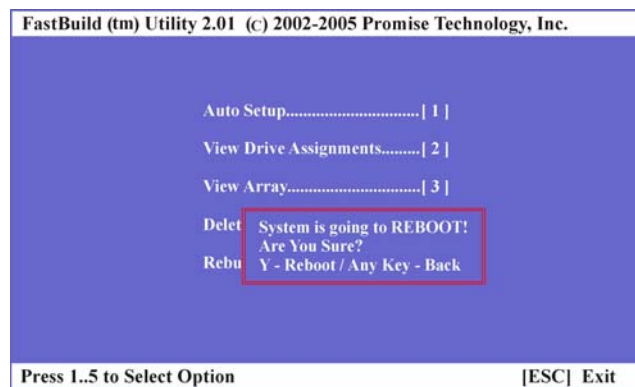 FastBuild (tm) Utility 2.01 (C) 2002-2005 Promise Technology, Inc.
Auto Setup................................[ 1 ]
View Drive Assignments.........[ 2 ]
View Array................................[ 3 ]
Delet
Rebu
System is going to REBOOT!
Are You Sure?
Y - Reboot / Any Key - Back
Press 1..5 to Select Option [ESC] Exit